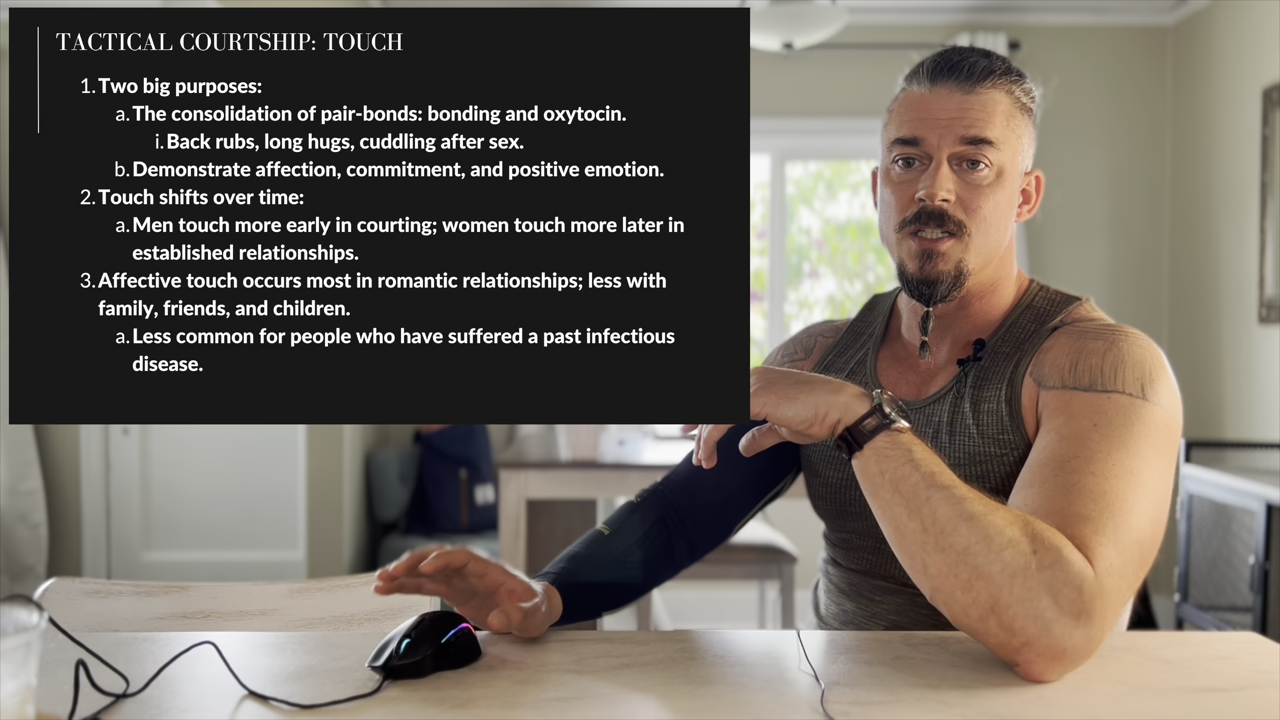 TACTICAL COURTSHIP: TOUCH
1. Two big purposes:
a. The consolidation of pair-bonds: bonding and oxytocin.
i. Back rubs, long hugs, cuddling after sex.
b. Demonstrate affection, commitment, and positive emotion.
2. Touch shifts over time:
a. Men touch more early in courting; women touch more later in
established relationships.
3. Affective touch occurs most in romantic relationships; less with
family, friends, and children.
a. Less common for people who have suffered a past infectious
disease.